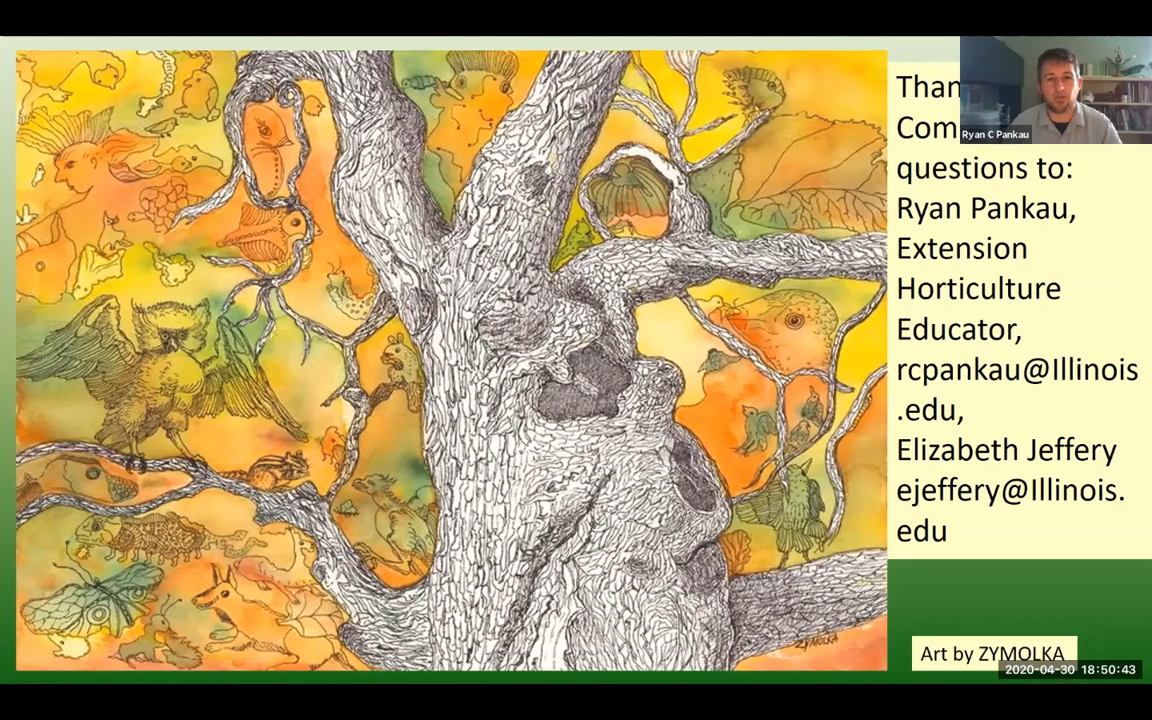 Than
Com
questions to:
Ryan Pankau,
Extension
Horticulture
Educator,
rcpankau@Illinois
.edu,
Elizabeth Jeffery
ejeffery@Illinois.
edu
Ryan C Pankau
ZYMOLKA
Art by ZYMOLKA
2020-04-30 18:50:43